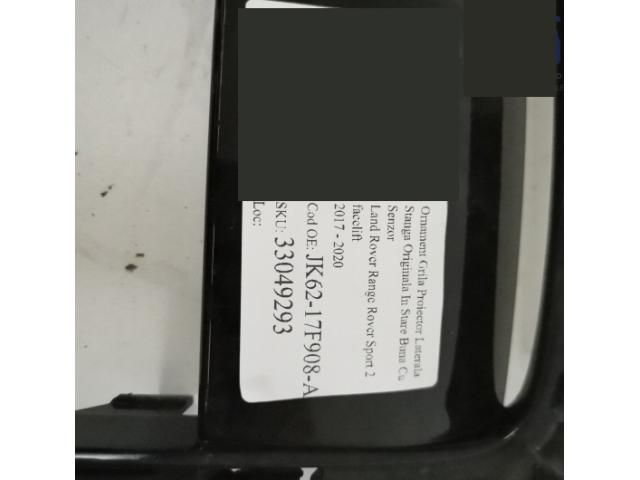 Ornament Grila Proiector Laterala
Stanga Originala In Stare Buna Cu
Senzor
Land Rover Range Rover Sport 2
facelift
2017 - 2020
Cod OE: JK62-17F908-A
SKU: 33049293
Loc: